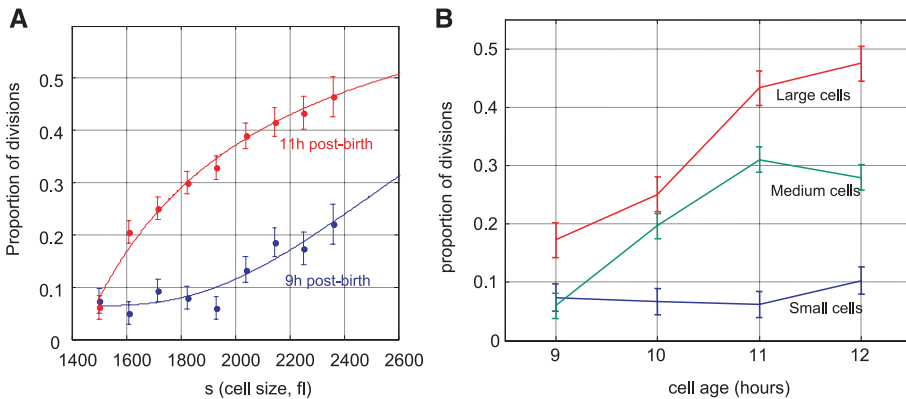 A
Proportion of divisions
0.5
0.4
0.3
0.2
0.1
0
11h post-birth
9h post-birth
1400 1600 1800 2000 2200 2400 2600
s (cell size, fl)
B
proportion of divisions
0.5
0.4
0.3
0.2
0.1
0
Large cells
Medium cells
Small cells
9 10 11 12
cell age (hours)